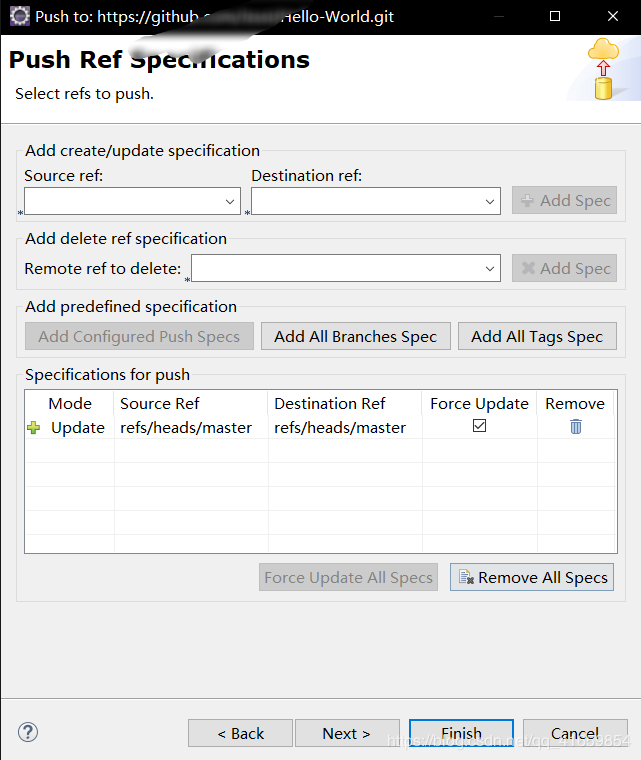 Push to: https://github.com/ Hello-World.git
Push Ref Specifications
Select refs to push.
Add create/update specification
Source ref: Destination ref:
* * Add Spec
Add delete ref specification
Remote ref to delete: * Add Spec
Add predefined specification
Add Configured Push Specs Add All Branches Spec Add All Tags Spec
Specifications for push
Mode Source Ref Destination Ref Force Update Remove
Update refs/heads/master refs/heads/master
Force Update All Specs Remove All Specs
? < Back Next > Finish Cancel
https://blog.csdn.net/qq_41639854